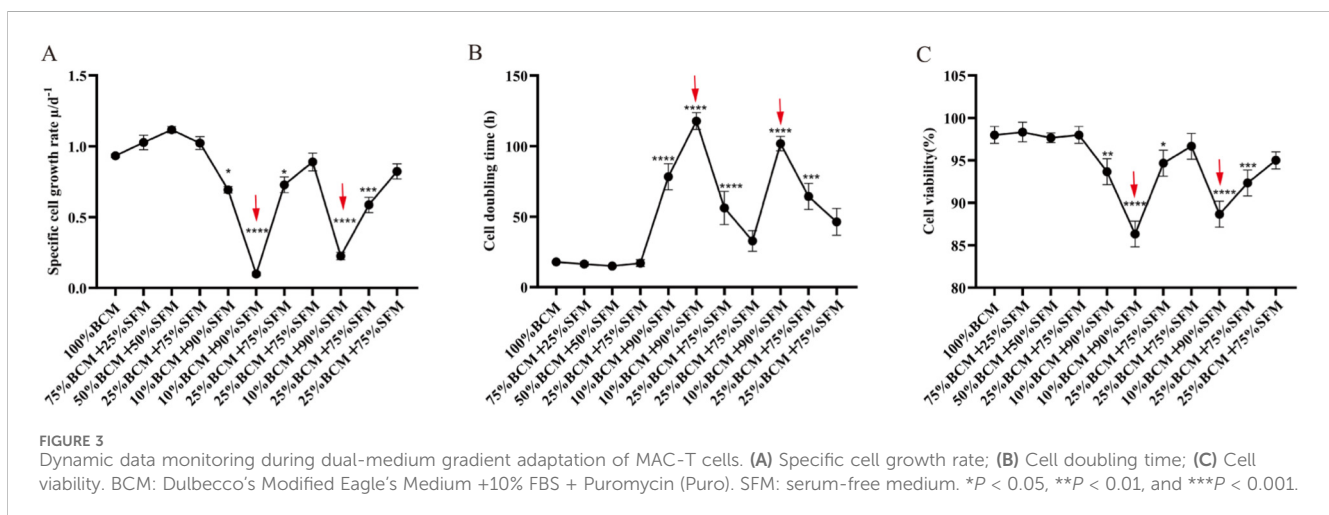 A
Specific cell growth rate μ/d⁻¹
1.5
1.0
0.5
0.0
*
****
*
****
***
100%BCM
75%BCM+25%SFM
50%BCM+50%SFM
25%BCM+75%SFM
10%BCM+90%SFM
10%BCM+90%SFM
25%BCM+75%SFM
25%BCM+75%SFM
10%BCM+90%SFM
25%BCM+75%SFM
25%BCM+75%SFM
B
Cell doubling time (h)
150
100
50
0
****
****
****
****
***
100%BCM
75%BCM+25%SFM
50%BCM+50%SFM
25%BCM+75%SFM
10%BCM+90%SFM
10%BCM+90%SFM
25%BCM+75%SFM
25%BCM+75%SFM
10%BCM+90%SFM
25%BCM+75%SFM
25%BCM+75%SFM
C
Cell viability(%)
105
100
95
90
85
80
**
****
*
****
***
100%BCM
75%BCM+25%SFM
50%BCM+50%SFM
25%BCM+75%SFM
10%BCM+90%SFM
10%BCM+90%SFM
25%BCM+75%SFM
25%BCM+75%SFM
10%BCM+90%SFM
25%BCM+75%SFM
25%BCM+75%SFM
FIGURE 3
Dynamic data monitoring during dual-medium gradient adaptation of MAC-T cells. (A) Specific cell growth rate; (B) Cell doubling time; (C) Cell
viability. BCM: Dulbecco's Modified Eagle's Medium +10% FBS + Puromycin (Puro). SFM: serum-free medium. *P < 0.05, **P < 0.01, and ***P < 0.001.